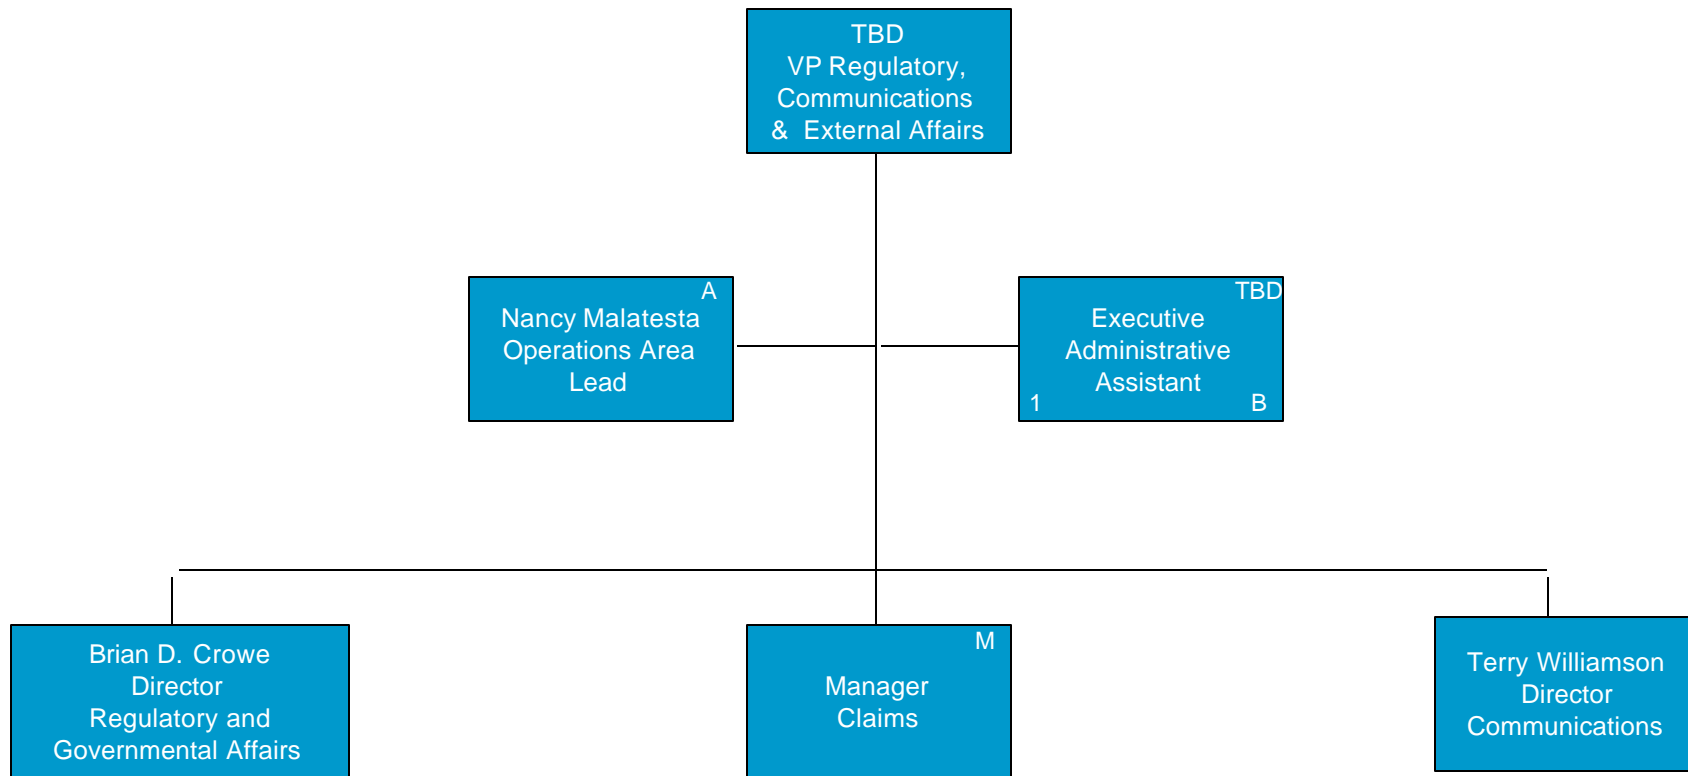 TBD
VP Regulatory,
Communications
& External Affairs
A
Nancy Malatesta
Operations Area
Lead
TBD
Executive
Administrative
Assistant
1 B
Brian D. Crowe
Director
Regulatory and
Governmental Affairs
M
Manager
Claims
Terry Williamson
Director
Communications